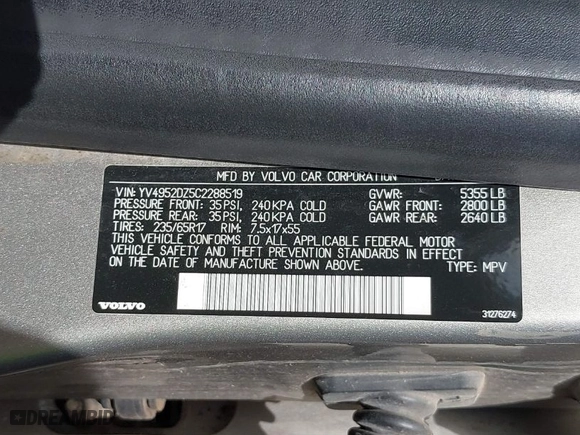 MFD BY VOLVO CAR CORPORATION
VIN: YV4952DZ5C2288519 GVWR: 5355 LB
PRESSURE FRONT: 35 PSI, 240 KPA COLD GAWR FRONT: 2800 LB
PRESSURE REAR: 35 PSI, 240 KPA COLD GAWR REAR: 2640 LB
TIRES: 235/65R17 RIM: 7,5x17x55
THIS VEHICLE CONFORMS TO ALL APPLICABLE FEDERAL MOTOR
VEHICLE SAFETY AND THEFT PREVENTION STANDARDS IN EFFECT
ON THE DATE OF MANUFACTURE SHOWN ABOVE. TYPE: MPV
VOLVO 31276274
DREAMBID